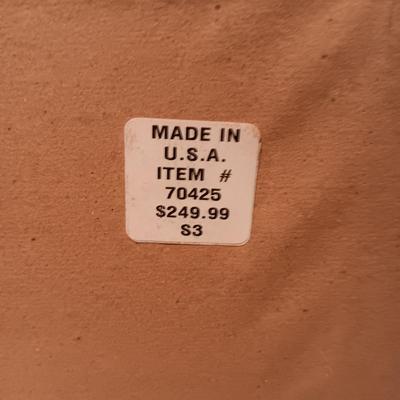 MADE IN
U.S.A.
ITEM #
70425
$249.99
S3